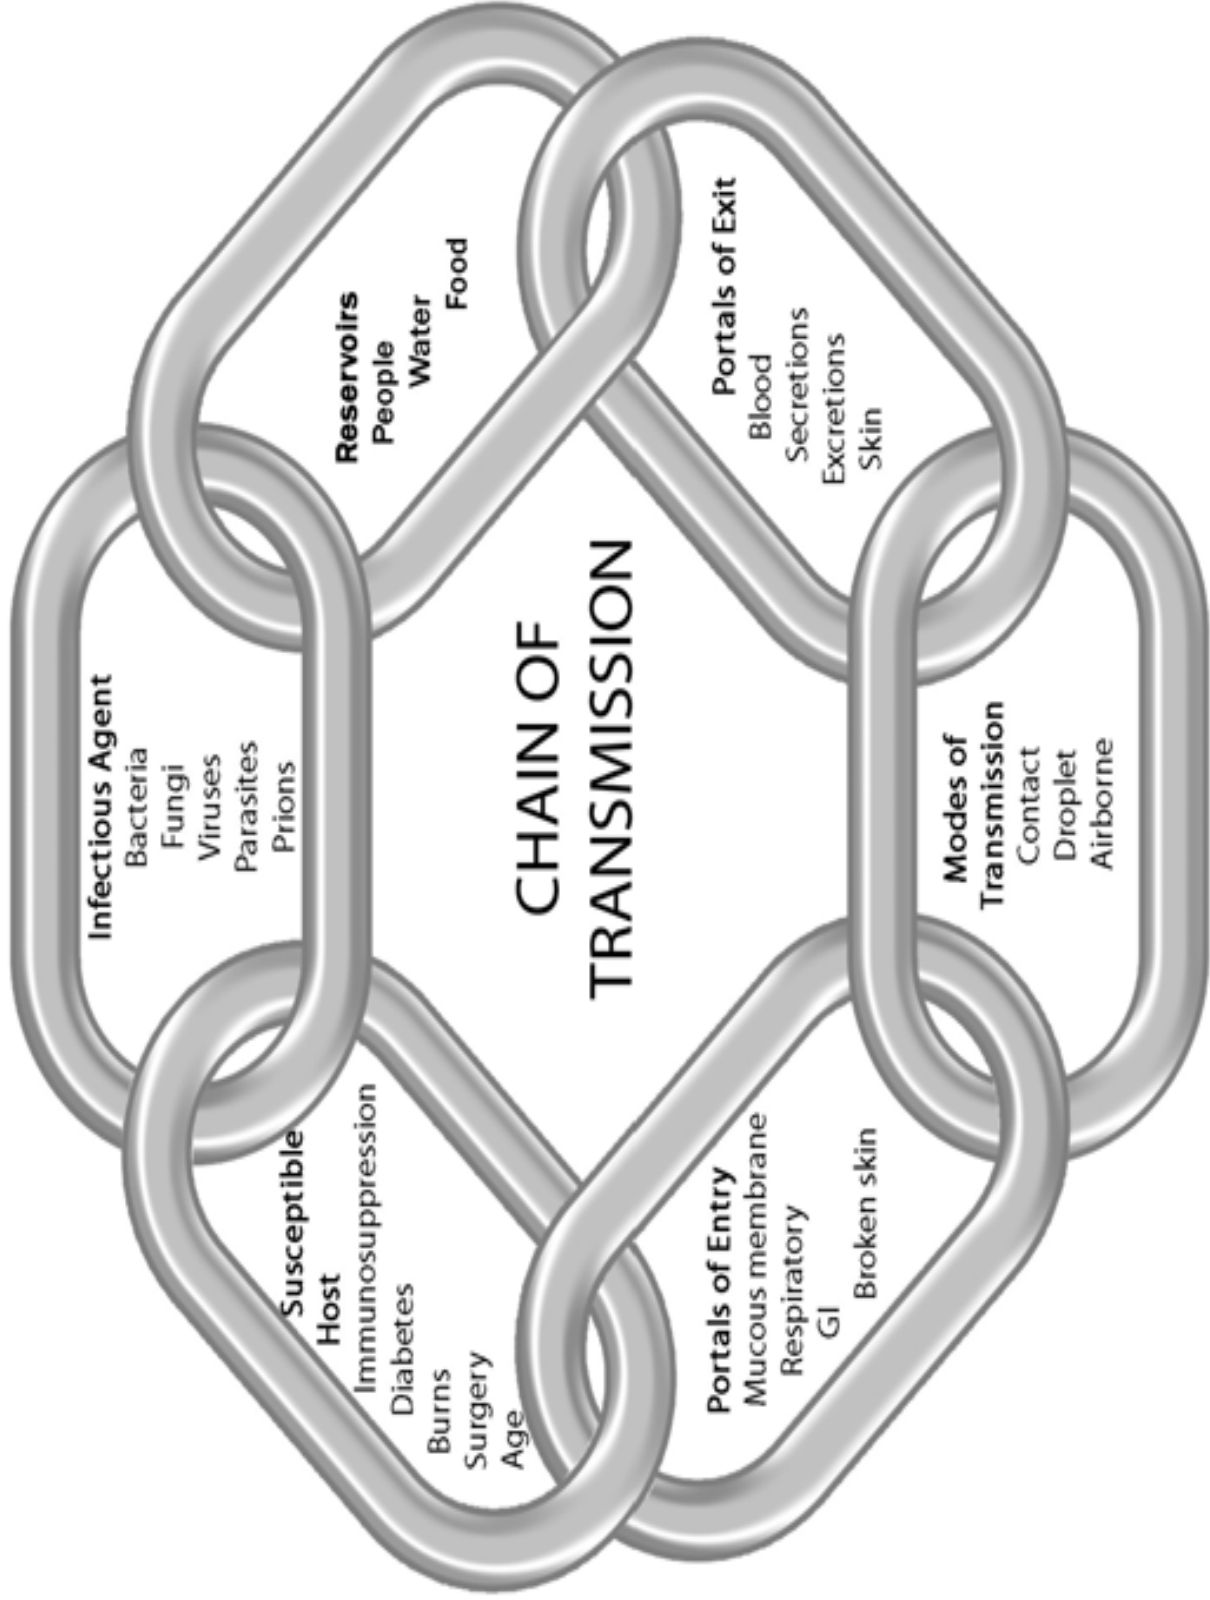 Infectious Agent
Bacteria
Fungi
Viruses
Parasites
Prions
Reservoirs
People
Water
Food
Portals of Exit
Blood
Secretions
Excretions
Skin
Modes of
Transmission
Contact
Droplet
Airborne
Portals of Entry
Mucous membrane
Respiratory
GI
Broken skin
Susceptible
Host
Immunosuppression
Diabetes
Burns
Surgery
Age
CHAIN OF
TRANSMISSION